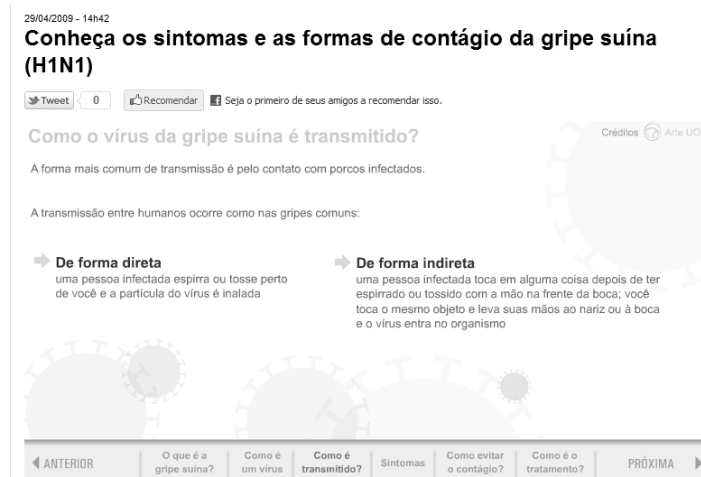 29/04/2009 - 14h42
Conheça os sintomas e as formas de contágio da gripe suína
(H1N1)
Tweet 0 Recomendar Seja o primeiro de seus amigos a recomendar isso.
Como o vírus da gripe suína é transmitido?
Créditos Arte UO
A forma mais comum de transmissão é pelo contato com porcos infectados.
A transmissão entre humanos ocorre como nas gripes comuns:
De forma direta
uma pessoa infectada espirra ou tosse perto
de você e a partícula do vírus é inalada
De forma indireta
uma pessoa infectada toca em alguma coisa depois de ter
espirrado ou tossido com a mão na frente da boca; você
toca o mesmo objeto e leva suas mãos ao nariz ou à boca
e o vírus entra no organismo
ANTERIOR
O que é a
gripe suína?
Como é
um vírus
Como é
transmitido?
Sintomas
Como evitar
o contágio?
Como é o
tratamento?
PRÓXIMA